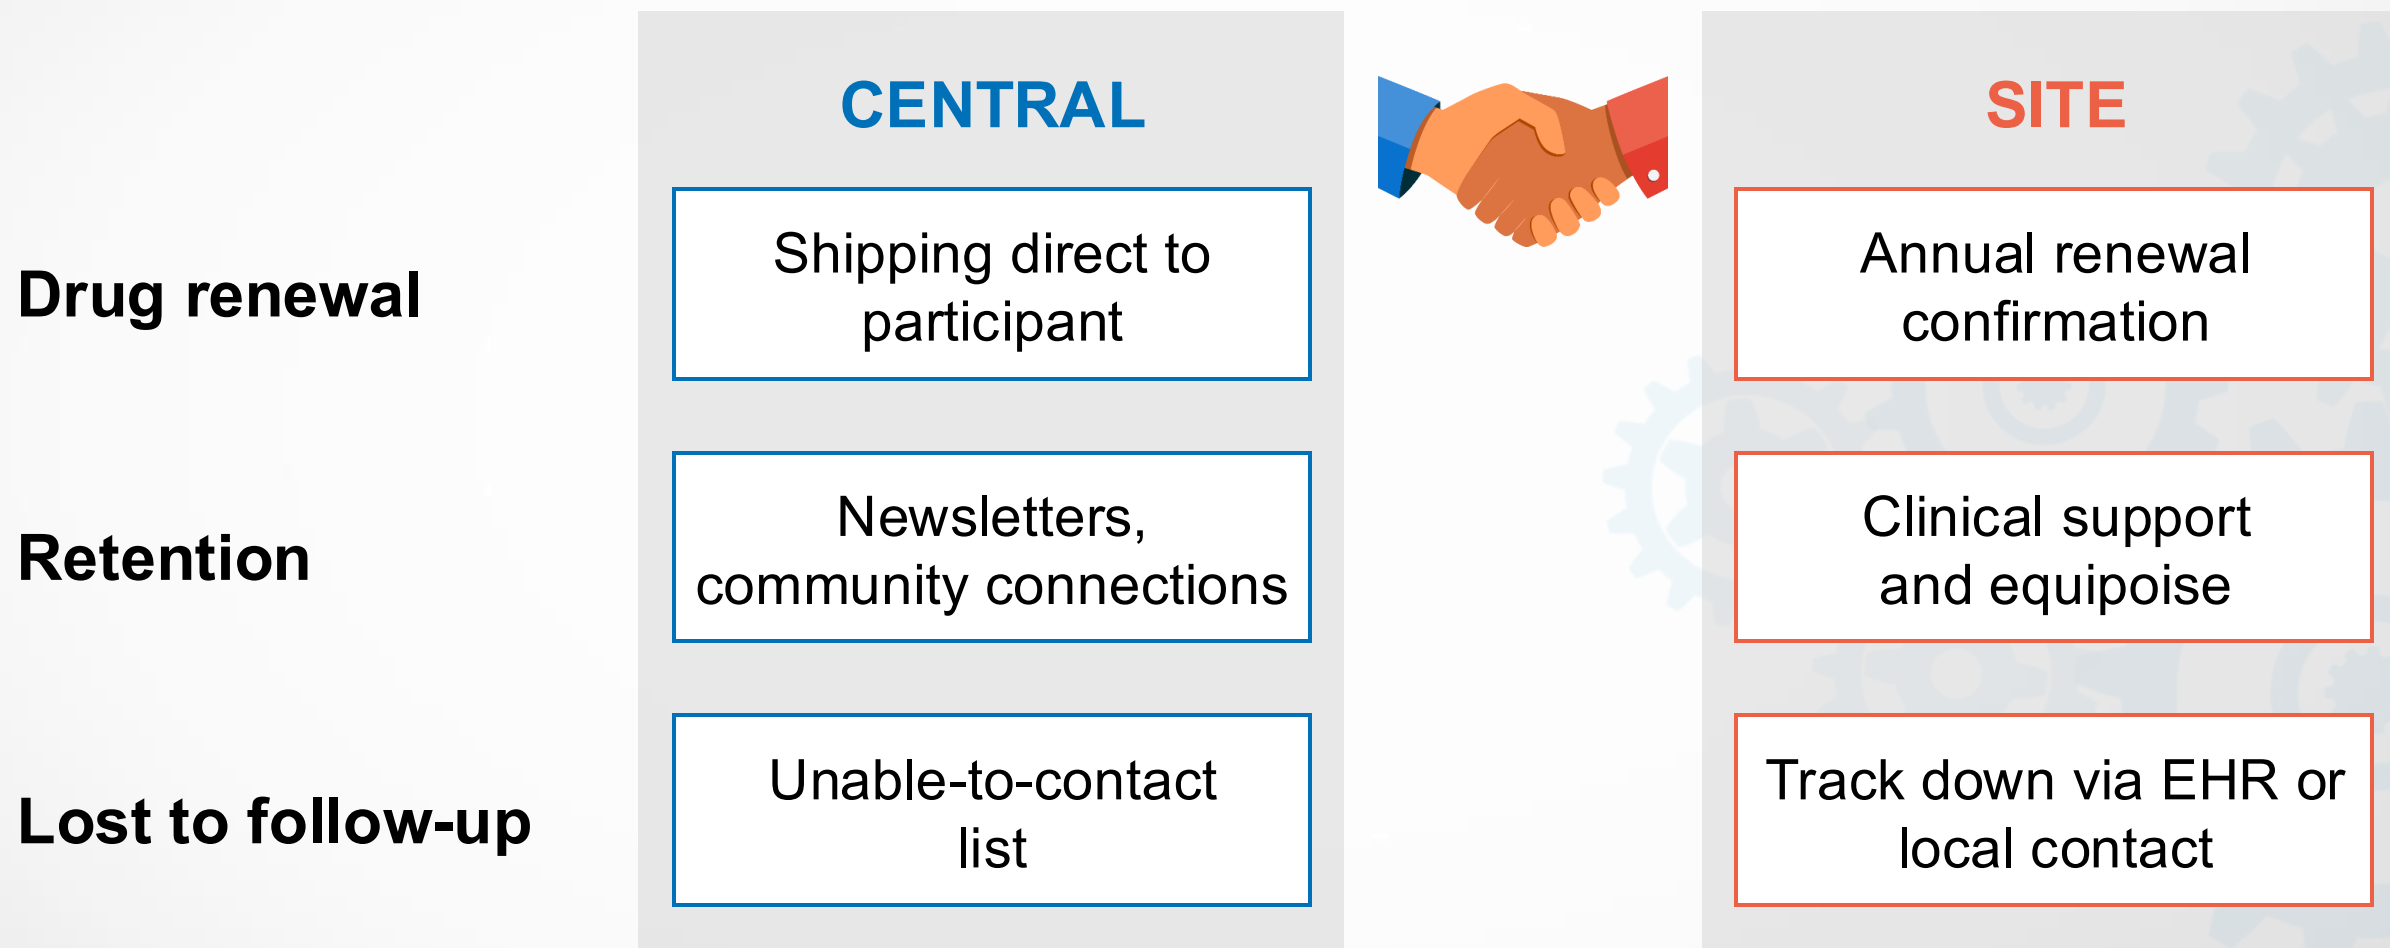 CENTRAL
SITE
Drug renewal
Shipping direct to
participant
Annual renewal
confirmation
Retention
Newsletters,
community connections
Clinical support
and equipoise
Lost to follow-up
Unable-to-contact
list
Track down via EHR or
local contact